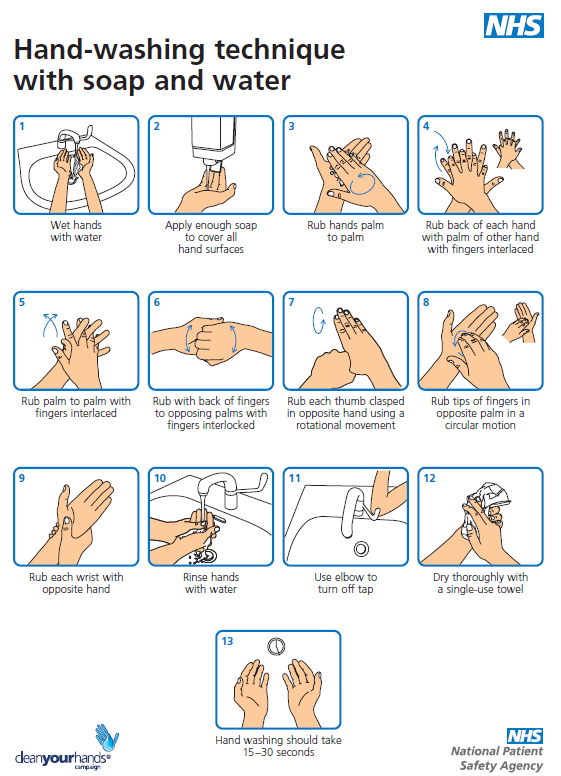 NHS
Hand-washing technique
with soap and water
1
Wet hands
with water
2
Apply enough soap
to cover all
hand surfaces
3
Rub hands palm
to palm
4
Rub back of each hand
with palm of other hand
with fingers interlaced
5
Rub palm to palm with
fingers interlaced
6
Rub with back of fingers
to opposing palms with
fingers interlocked
7
Rub each thumb clasped
in opposite hand using a
rotational movement
8
Rub tips of fingers in
opposite palm in a
circular motion
9
Rub each wrist with
opposite hand
10
Rinse hands
with water
11
Use elbow to
turn off tap
12
Dry thoroughly with
a single-use towel
13
Hand washing should take
15–30 seconds
cleanyourhands®
campaign
NHS
National Patient
Safety Agency